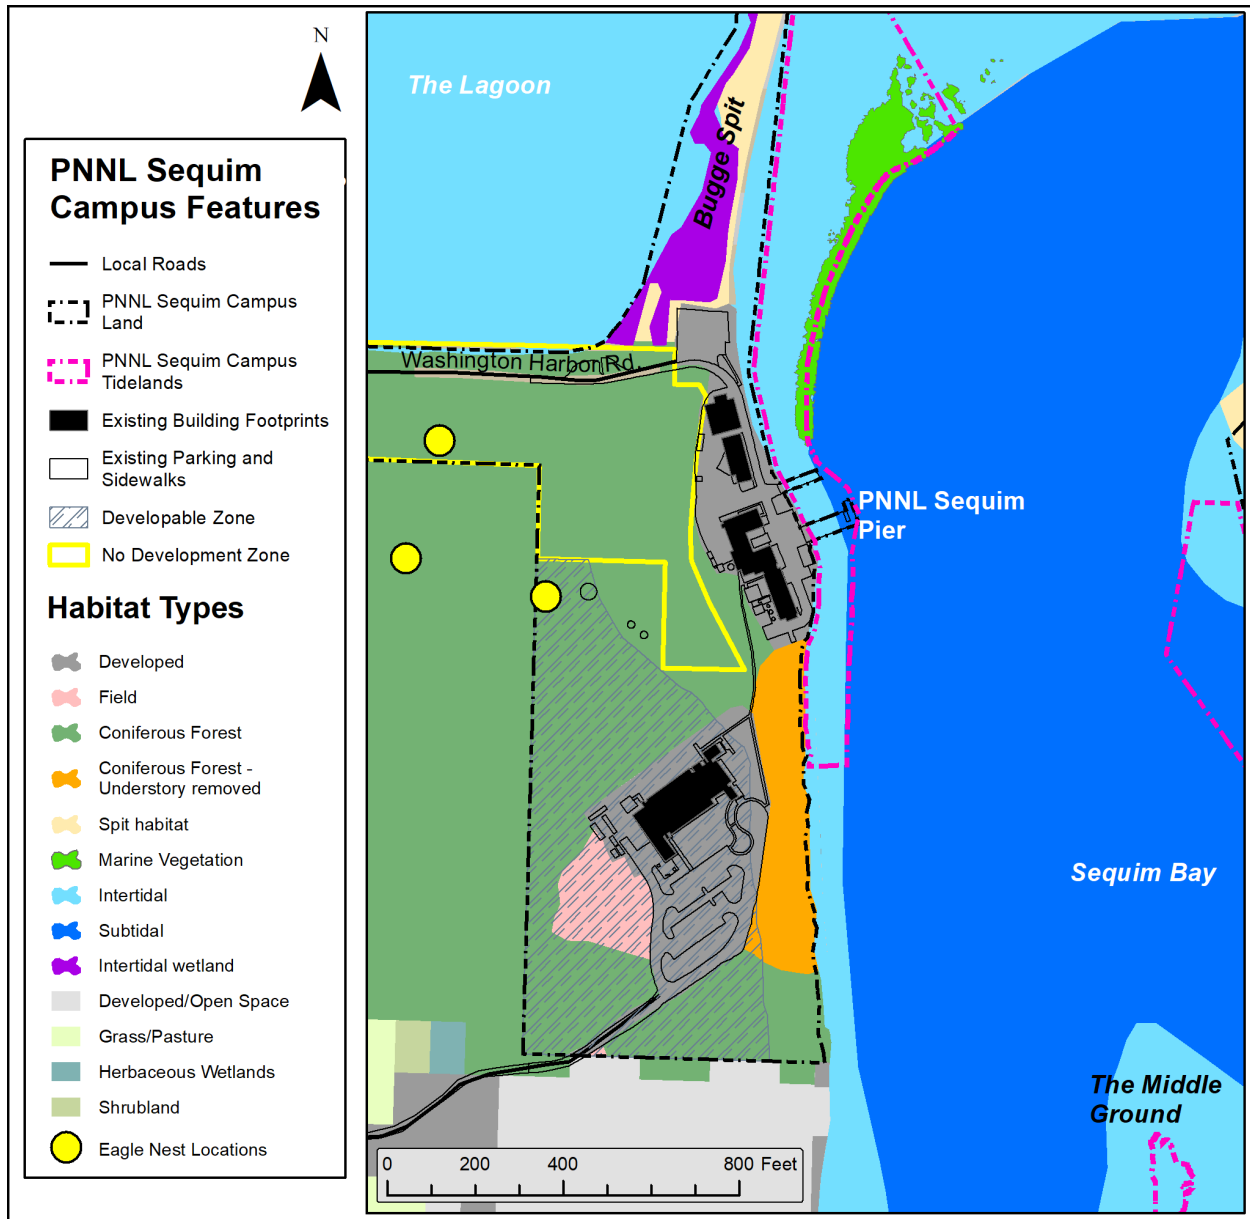 N
PNNL Sequim
Campus Features
Local Roads
PNNL Sequim Campus
Land
PNNL Sequim Campus
Tidelands
Existing Building Footprints
Existing Parking and
Sidewalks
Developable Zone
No Development Zone
Habitat Types
Developed
Field
Coniferous Forest
Coniferous Forest -
Understory removed
Spit habitat
Marine Vegetation
Intertidal
Subtidal
Intertidal wetland
Developed/Open Space
Grass/Pasture
Herbaceous Wetlands
Shrubland
Eagle Nest Locations
The Lagoon
Bugge Spit
Washington Harbor Rd.
PNNL Sequim
Pier
Sequim Bay
The Middle
Ground
0 200 400 800 Feet